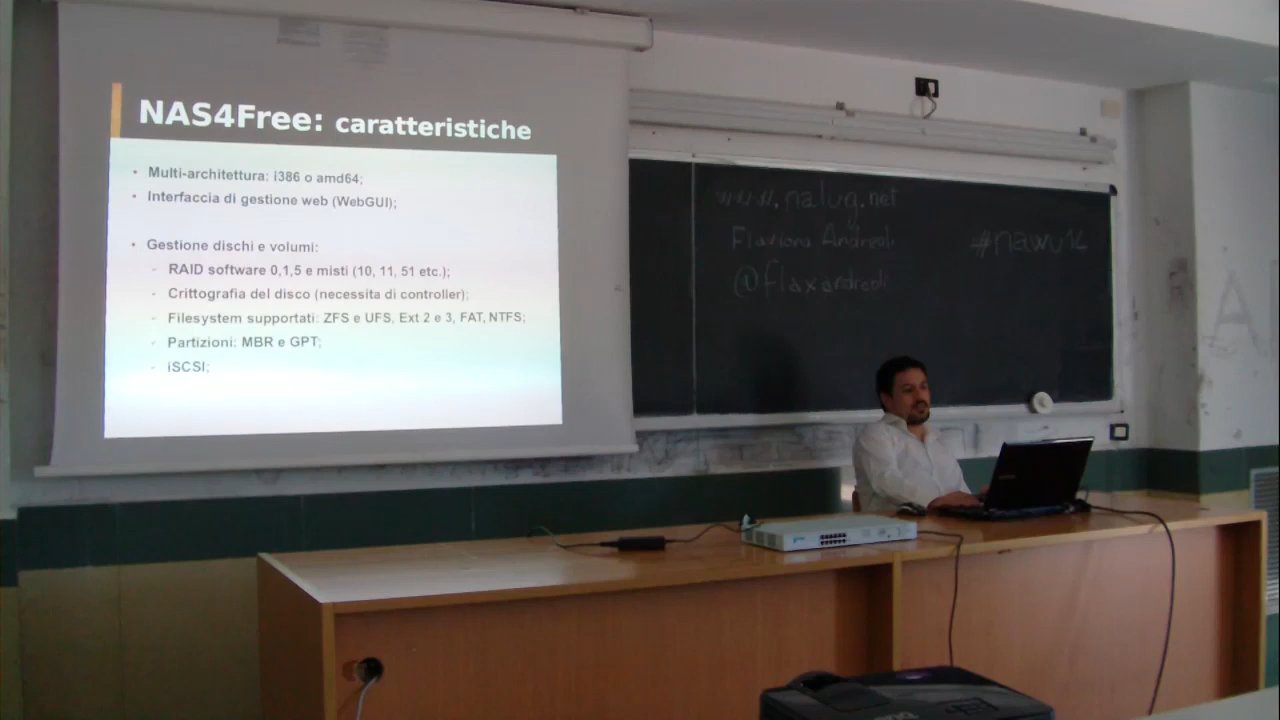 NAS4Free: caratteristiche
• Multi-architettura: i386 o amd64;
• Interfaccia di gestione web (WebGUI);
• Gestione dischi e volumi:
- RAID software 0,1,5 e misti (10, 11, 51 etc.);
- Crittografia del disco (necessita di controller);
- Filesystem supportati: ZFS e UFS, Ext 2 e 3, FAT, NTFS;
- Partizioni: MBR e GPT;
- iSCSI;
www.nalug.net
Flaviano Andreoli
@flaxandreoli